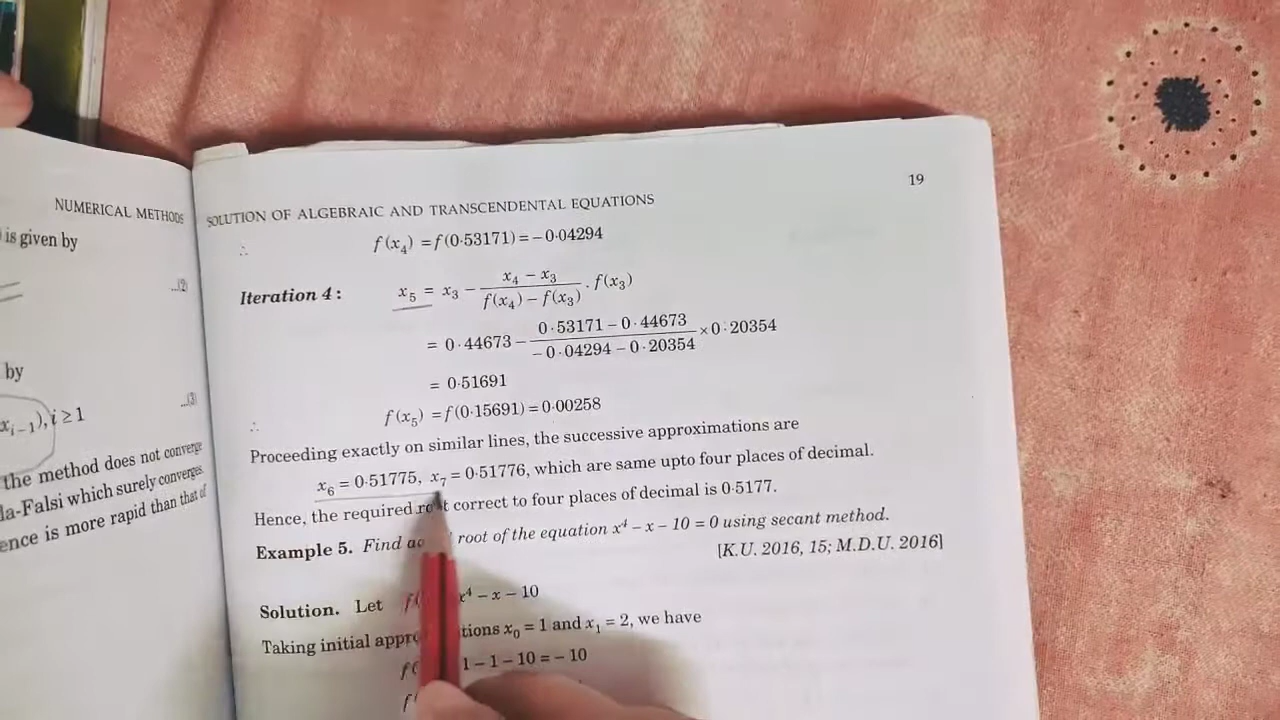 NUMERICAL METHODS
is given by
...(2)
by
...(3)
x_{i-1}), i ≥ 1
the method does not converge
la-Falsi which surely converges
ence is more rapid than that of
19
SOLUTION OF ALGEBRAIC AND TRANSCENDENTAL EQUATIONS
∴ f(x₄) = f(0·53171) = – 0·04294
Iteration 4 : x₅ = x₃ – (x₄ – x₃)/(f(x₄) – f(x₃)) . f(x₃)
= 0·44673 – (0·53171 – 0·44673)/(– 0·04294 – 0·20354) × 0·20354
= 0·51691
∴ f(x₅) = f(0·15691) = 0·00258
Proceeding exactly on similar lines, the successive approximations are
x₆ = 0·51775, x₇ = 0·51776, which are same upto four places of decimal.
Hence, the required root correct to four places of decimal is 0·5177.
Example 5. Find root of the equation x⁴ – x – 10 = 0 using secant method.
[K.U. 2016, 15; M.D.U. 2016]
Solution. Let x⁴ – x – 10
Taking initial x₀ = 1 and x₁ = 2, we have
1 – 1 – 10 = – 10